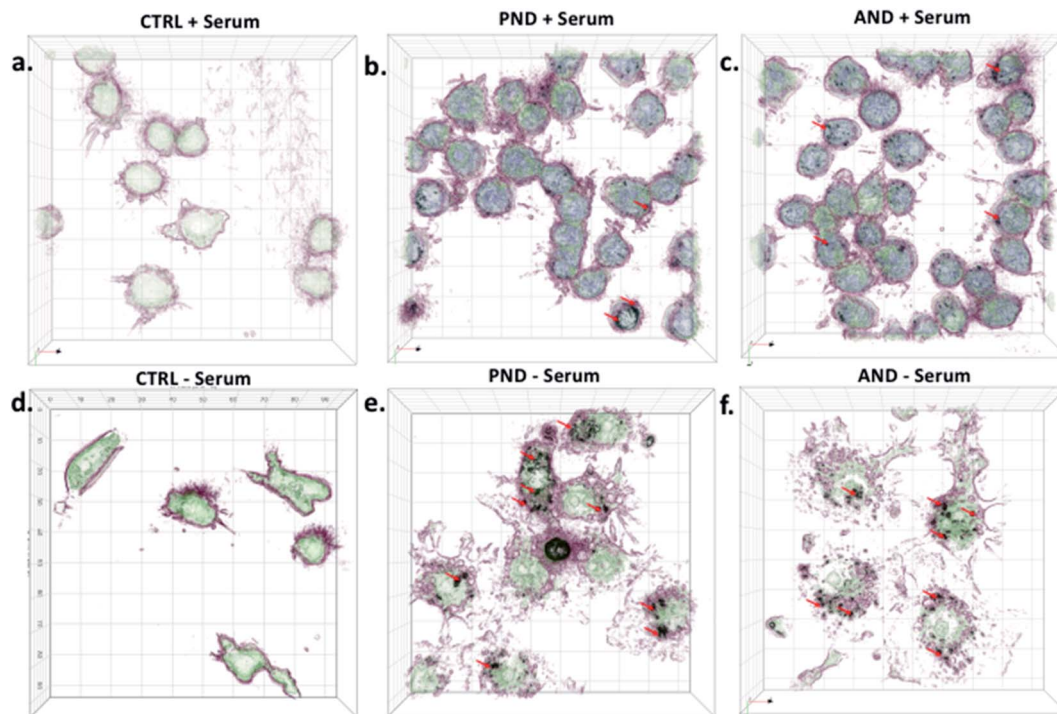 CTRL + Serum
PND + Serum
AND + Serum
a.
b.
c.
CTRL - Serum
PND - Serum
AND - Serum
d.
e.
f.